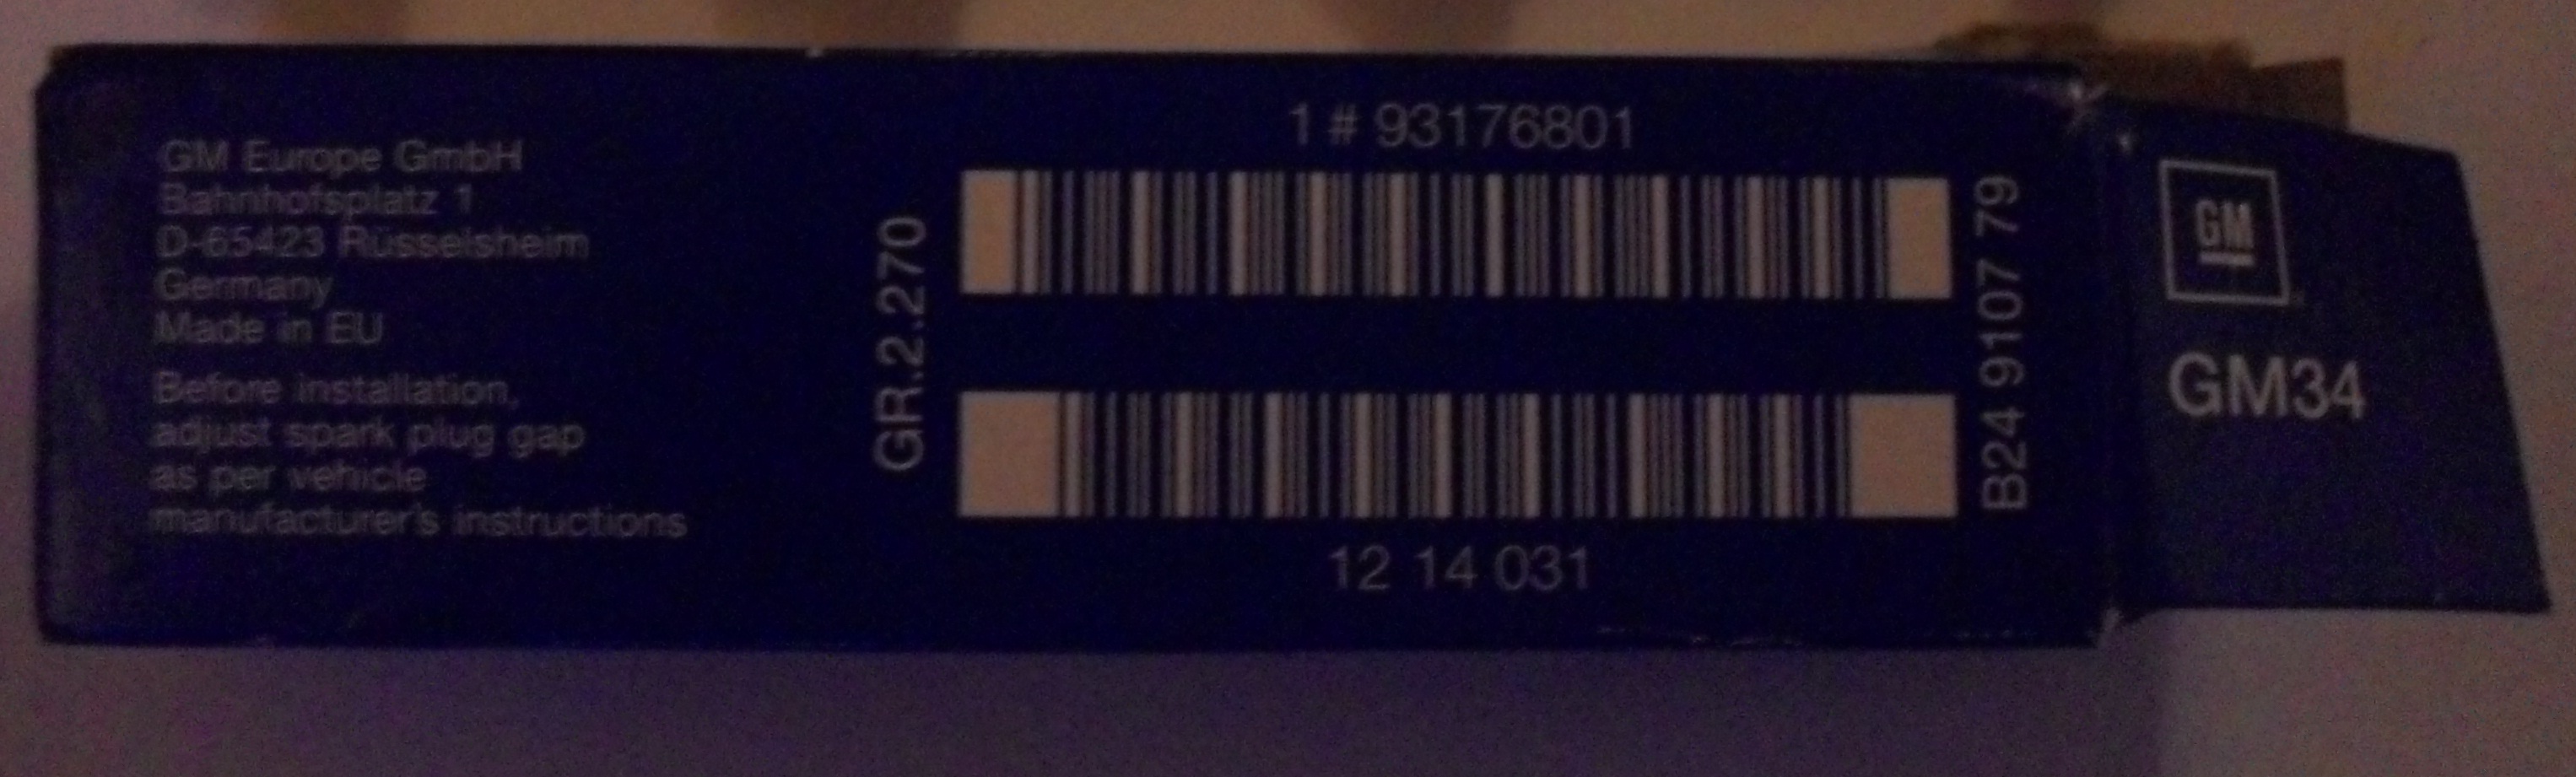 GM Europe GmbH
Bahnhofsplatz 1
D-65423 Rüsselsheim
Germany
Made in EU
Before installation,
adjust spark plug gap
as per vehicle
manufacturer's instructions
GR.2.270
1 # 93176801
12 14 031
B24 9107 79
GM
GM34